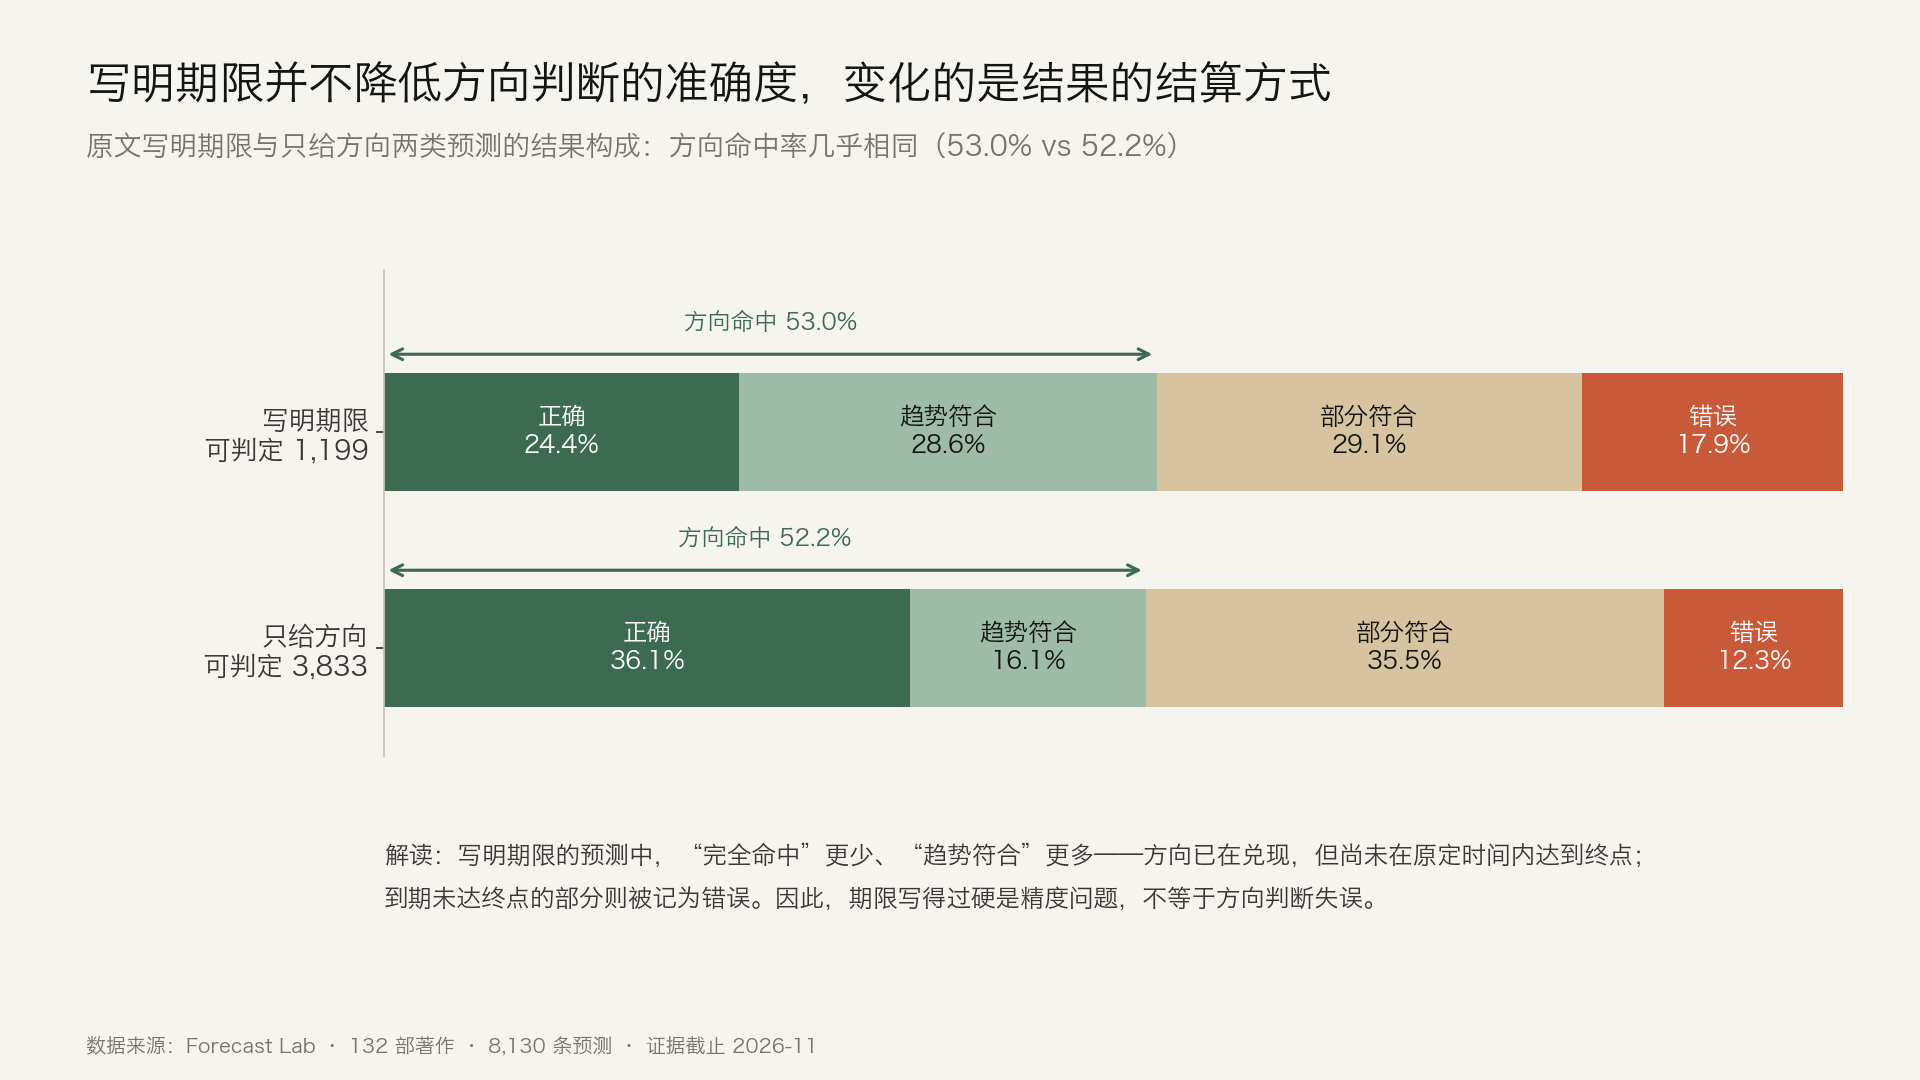 写明期限并不降低方向判断的准确度，变化的是结果的结算方式
原文写明期限与只给方向两类预测的结果构成：方向命中率几乎相同（53.0% vs 52.2%）
方向命中 53.0%
写明期限
可判定 1,199
正确
24.4%
趋势符合
28.6%
部分符合
29.1%
错误
17.9%
方向命中 52.2%
只给方向
可判定 3,833
正确
36.1%
趋势符合
16.1%
部分符合
35.5%
错误
12.3%
解读：写明期限的预测中，“完全命中”更少、“趋势符合”更多——方向已在兑现，但尚未在原定时间内达到终点；
到期未达终点的部分则被记为错误。因此，期限写得过硬是精度问题，不等于方向判断失误。
数据来源：Forecast Lab · 132 部著作 · 8,130 条预测 · 证据截止 2026-11